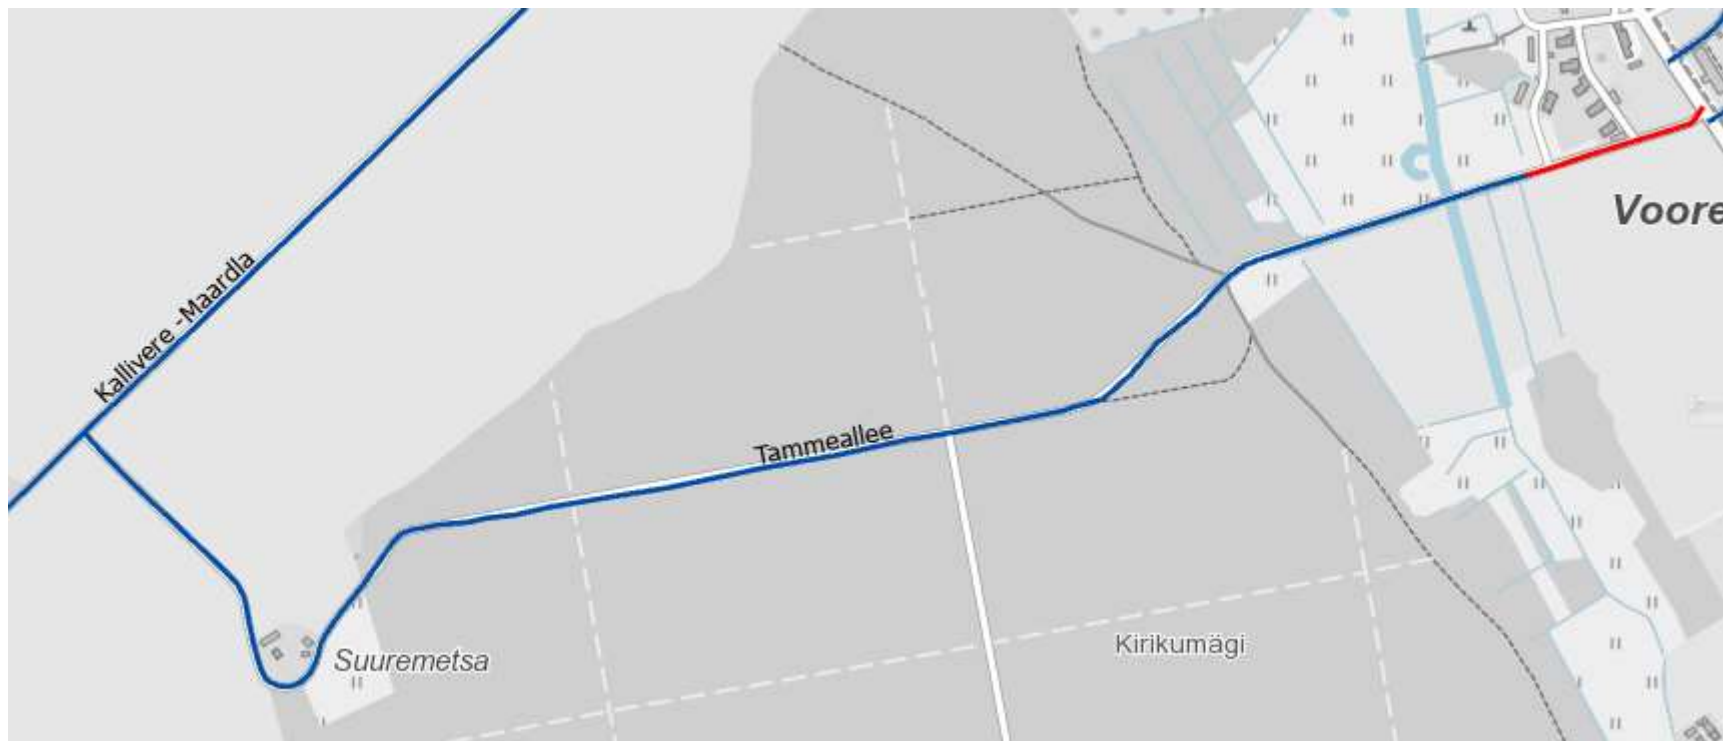 Voore
Kallivere -Maardla
Tammeallee
Kirikumägi
Suuremetsa